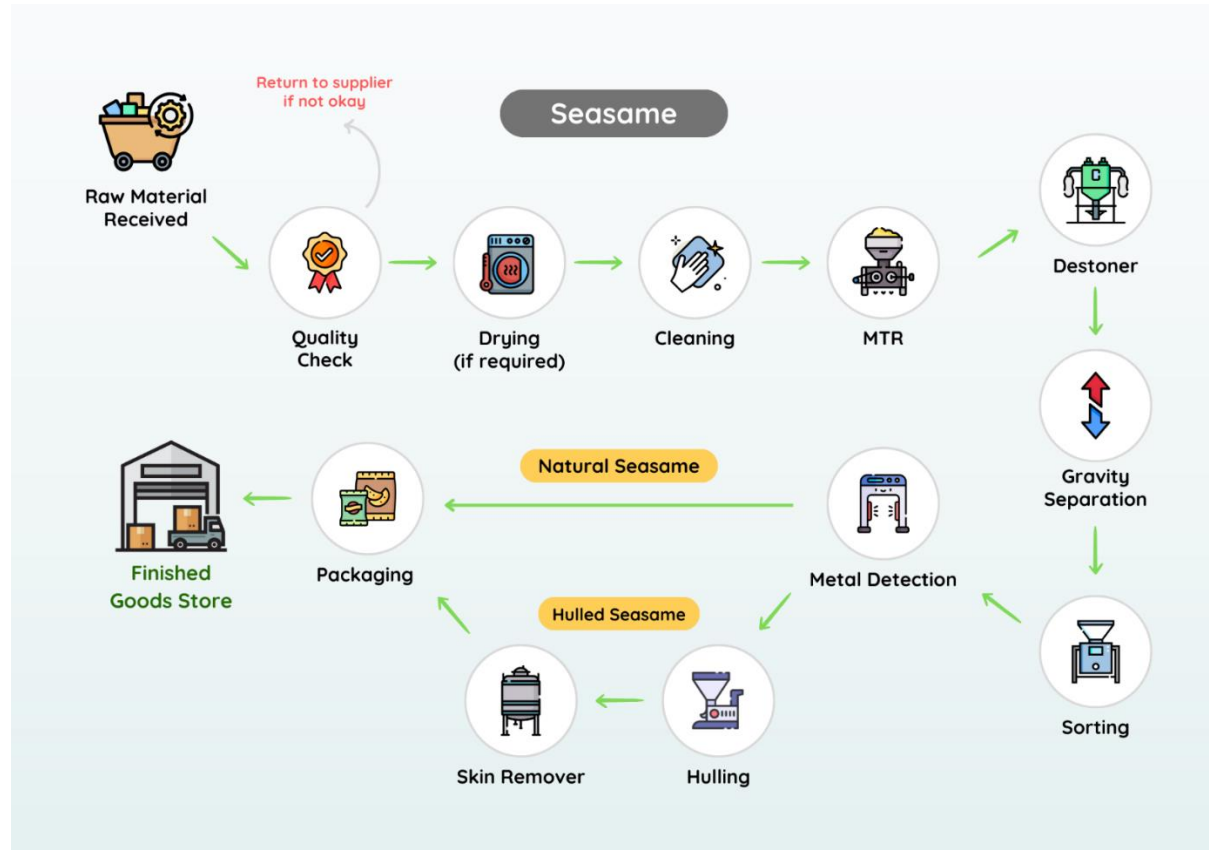 Return to supplier
if not okay
Seasame
Raw Material
Received
Destoner
Quality
Check
Drying
(if required)
Cleaning
MTR
Gravity
Separation
Natural Seasame
Finished
Goods Store
Packaging
Metal Detection
Hulled Seasame
Skin Remover
Hulling
Sorting